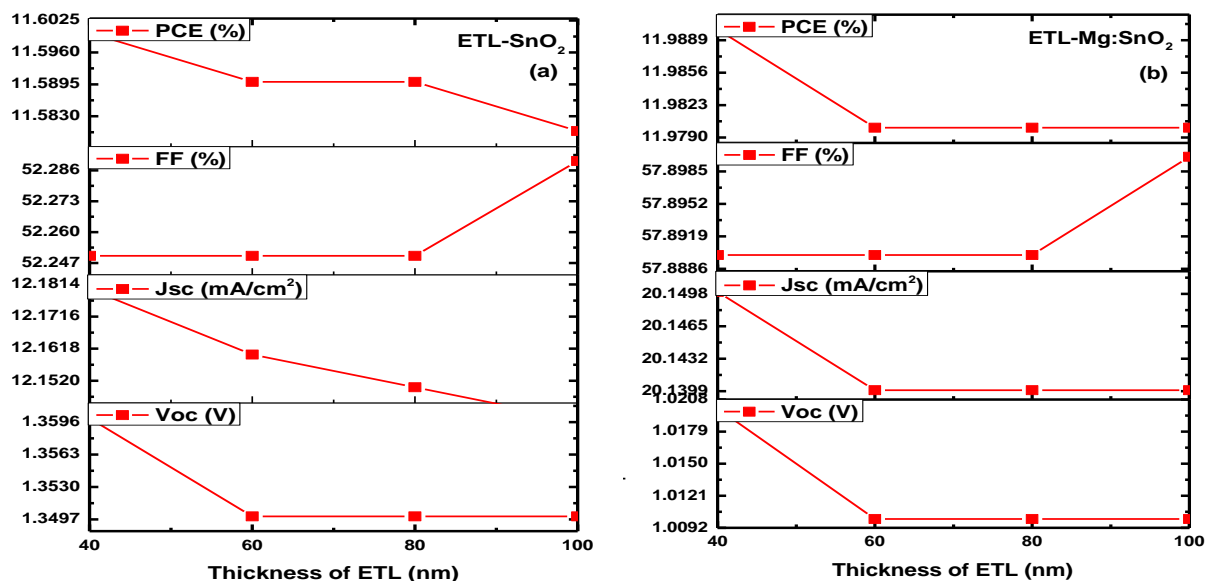 PCE (%)
ETL-SnO₂
(a)
11.6025
11.5960
11.5895
11.5830
FF (%)
52.286
52.273
52.260
52.247
Jsc (mA/cm²)
12.1814
12.1716
12.1618
12.1520
Voc (V)
1.3596
1.3563
1.3530
1.3497
40
60
80
100
Thickness of ETL (nm)
PCE (%)
ETL-Mg:SnO₂
(b)
11.9889
11.9856
11.9823
11.9790
FF (%)
57.8985
57.8952
57.8919
57.8886
Jsc (mA/cm²)
20.1498
20.1465
20.1432
20.1399
Voc (V)
1.0208
1.0179
1.0150
1.0121
1.0092
40
60
80
100
Thickness of ETL (nm)